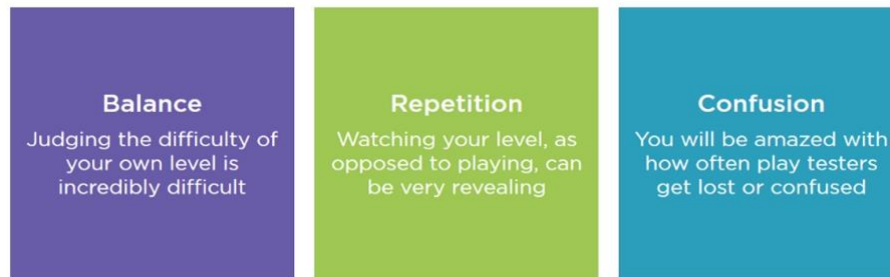 Balance
Judging the difficulty of
your own level is
incredibly difficult
Repetition
Watching your level, as
opposed to playing, can
be very revealing
Confusion
You will be amazed with
how often play testers
get lost or confused